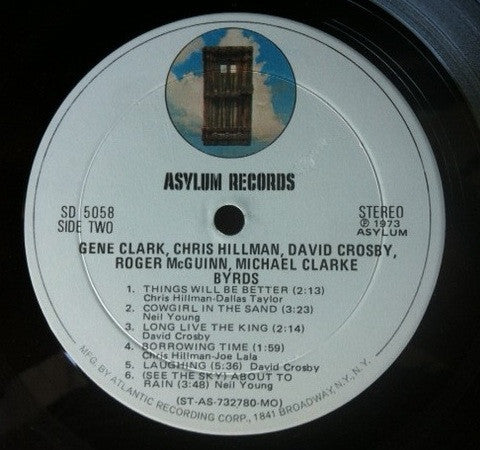 ASYLUM RECORDS
SD 5058
SIDE TWO
STEREO
℗ 1973
ASYLUM
GENE CLARK, CHRIS HILLMAN, DAVID CROSBY,
ROGER McGUINN, MICHAEL CLARKE
BYRDS
1. THINGS WILL BE BETTER (2:13)
Chris Hillman-Dallas Taylor
2. COWGIRL IN THE SAND (3:23)
Neil Young
3. LONG LIVE THE KING (2:14)
David Crosby
4. BORROWING TIME (1:59)
Chris Hillman-Joe Lala
5. LAUGHING (5:36) David Crosby
6. (SEE THE SKY) ABOUT TO
RAIN (3:48) Neil Young
(ST-AS-732780-MO)
MFG. BY ATLANTIC RECORDING CORP., 1841 BROADWAY, N.Y., N.Y.